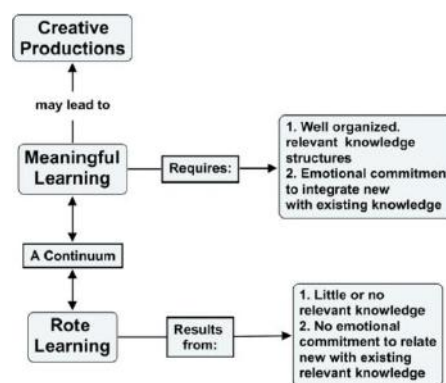 Creative
Productions
may lead to
Meaningful
Learning
Requires:
1. Well organized.
relevant knowledge
structures
2. Emotional commitmen
to integrate new
with existing knowledge
A Continuum
Rote
Learning
Results
from:
1. Little or no
relevant knowledge
2. No emotional
commitment to relate
new with existing
relevant knowledge